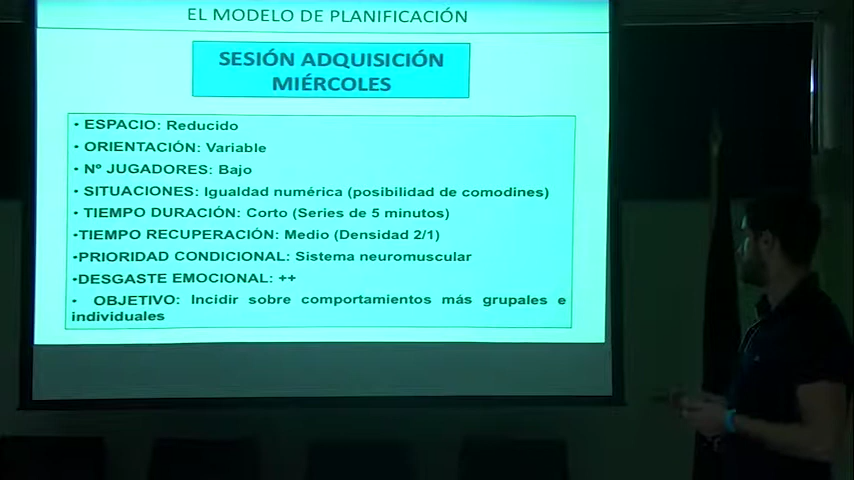 EL MODELO DE PLANIFICACIÓN
SESIÓN ADQUISICIÓN
MIÉRCOLES
• ESPACIO: Reducido
• ORIENTACIÓN: Variable
• Nº JUGADORES: Bajo
• SITUACIONES: Igualdad numérica (posibilidad de comodines)
• TIEMPO DURACIÓN: Corto (Series de 5 minutos)
•TIEMPO RECUPERACIÓN: Medio (Densidad 2/1)
•PRIORIDAD CONDICIONAL: Sistema neuromuscular
•DESGASTE EMOCIONAL: ++
• OBJETIVO: Incidir sobre comportamientos más grupales e
individuales